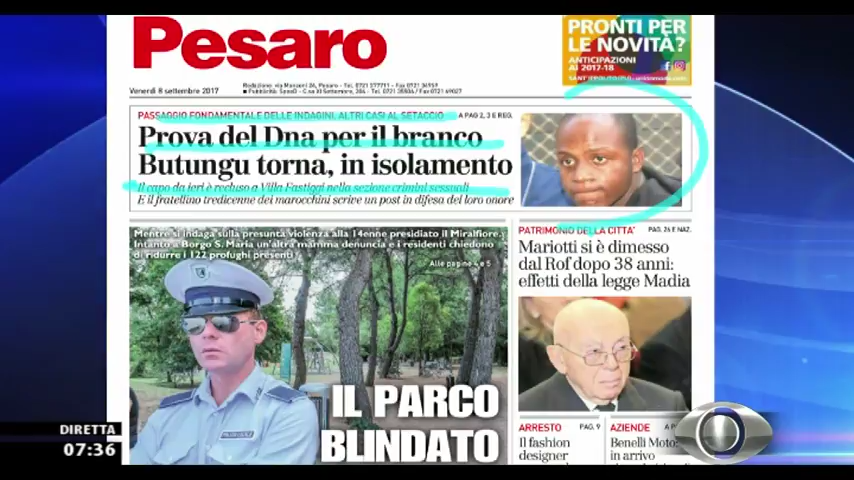 Pesaro
PRONTI PER
LE NOVITÀ?
ANTICIPAZIONI
AI 2017-18
Venerdì 8 settembre 2017
PASSAGGIO FONDAMENTALE DELLE INDAGINI. ALTRI CASI AL SETACCIO
A PAG 2, 3 E REG.
Prova del Dna per il branco
Butungu torna, in isolamento
Il capo da ieri è recluso a Villa Fastiggi nella sezione crimini sessuali
E il fratellino tredicenne dei marocchini scrive un post in difesa del loro onore
Mentre si indaga sulla presunta violenza alla 14enne presidiato il Miralfiore.
Intanto a Borgo S. Maria un'altra mamma denuncia e i residenti chiedono
di ridurre i 122 profughi presenti
Alle pagine 4 e 5
IL PARCO
BLINDATO
PATRIMONIO DELLA CITTA'
PAG. 26 E NAZ.
Mariotti si è dimesso
dal Rof dopo 38 anni:
effetti della legge Madia
ARRESTO
PAG. 9
Il fashion
designer
AZIENDE
Benelli Moto:
in arrivo
DIRETTA
07:36